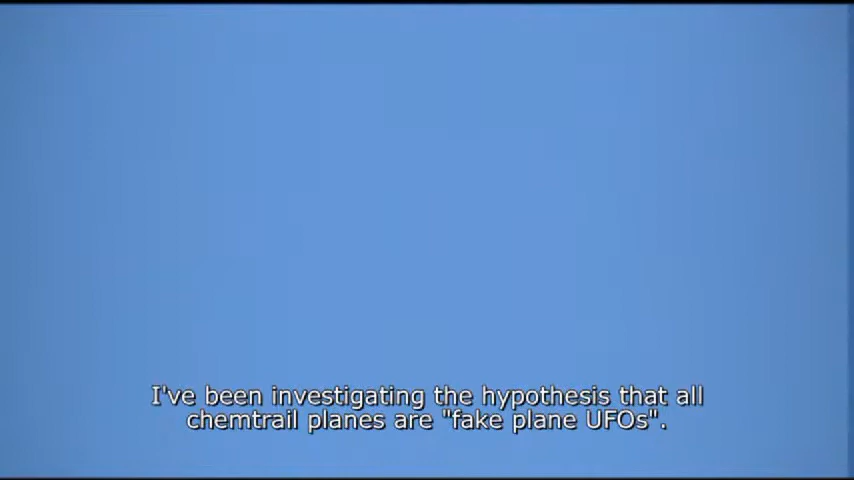 I've been investigating the hypothesis that all
chemtrail planes are "fake plane UFOs".